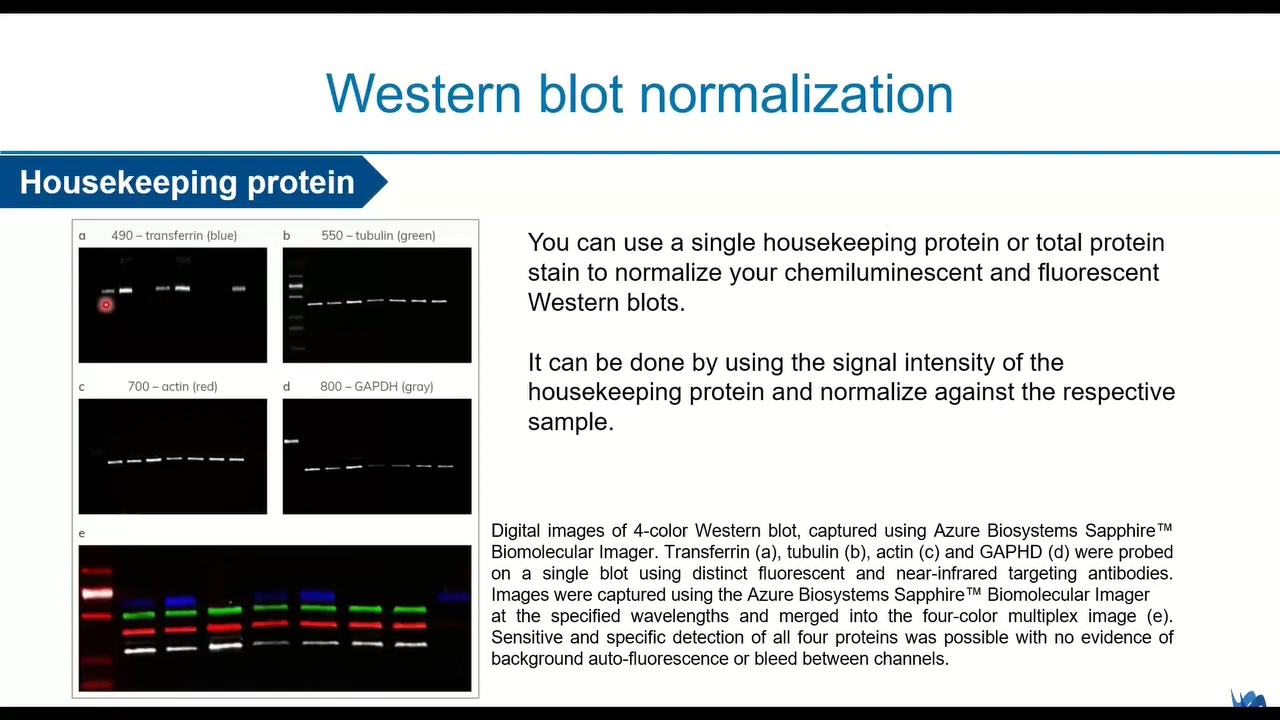 Western blot normalization
Housekeeping protein
a 490 – transferrin (blue)
b 550 – tubulin (green)
c 700 – actin (red)
d 800 – GAPDH (gray)
e
You can use a single housekeeping protein or total protein
stain to normalize your chemiluminescent and fluorescent
Western blots.
It can be done by using the signal intensity of the
housekeeping protein and normalize against the respective
sample.
Digital images of 4-color Western blot, captured using Azure Biosystems Sapphire™
Biomolecular Imager. Transferrin (a), tubulin (b), actin (c) and GAPHD (d) were probed
on a single blot using distinct fluorescent and near-infrared targeting antibodies.
Images were captured using the Azure Biosystems Sapphire™ Biomolecular Imager
at the specified wavelengths and merged into the four-color multiplex image (e).
Sensitive and specific detection of all four proteins was possible with no evidence of
background auto-fluorescence or bleed between channels.